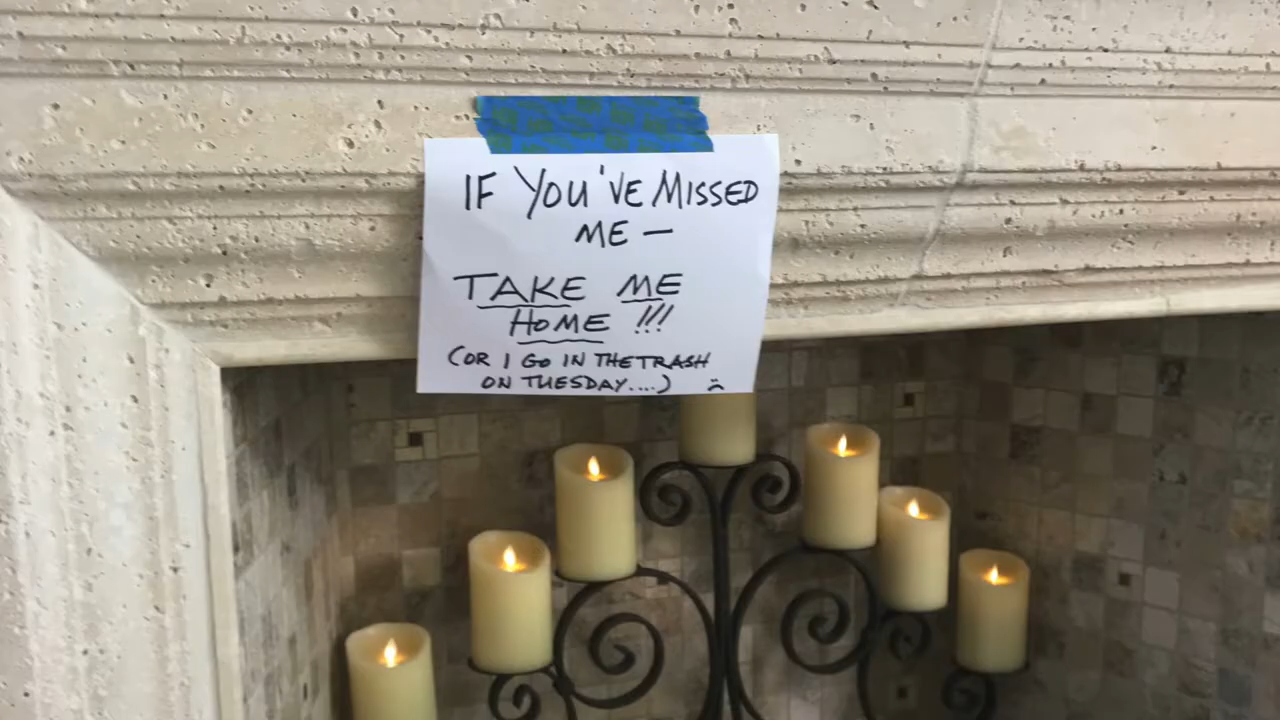 IF YOU'VE MISSED
ME —
TAKE ME
HOME !!!
(OR I GO IN THE TRASH
ON TUESDAY....)